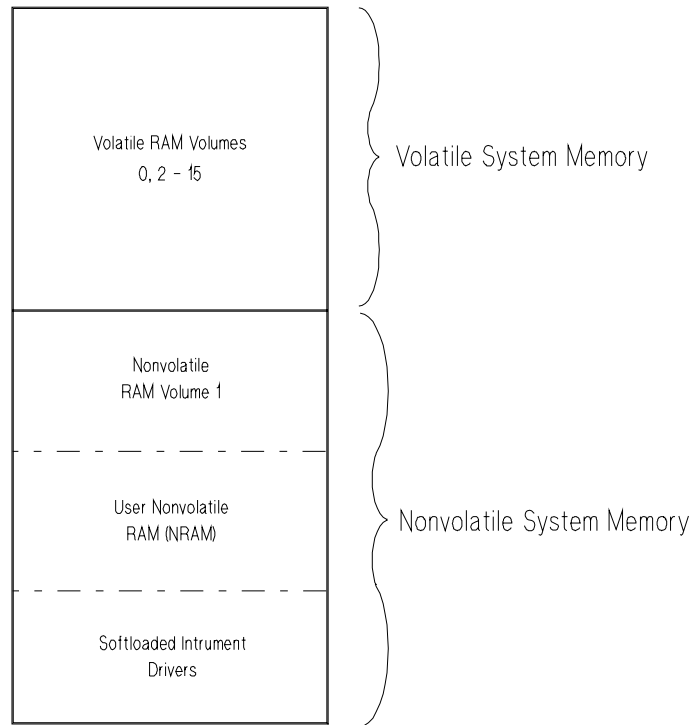 Volatile RAM Volumes
0, 2 - 15
Volatile System Memory
Nonvolatile
RAM Volume 1
User Nonvolatile
RAM (NRAM)
Nonvolatile System Memory
Softloaded Intrument
Drivers